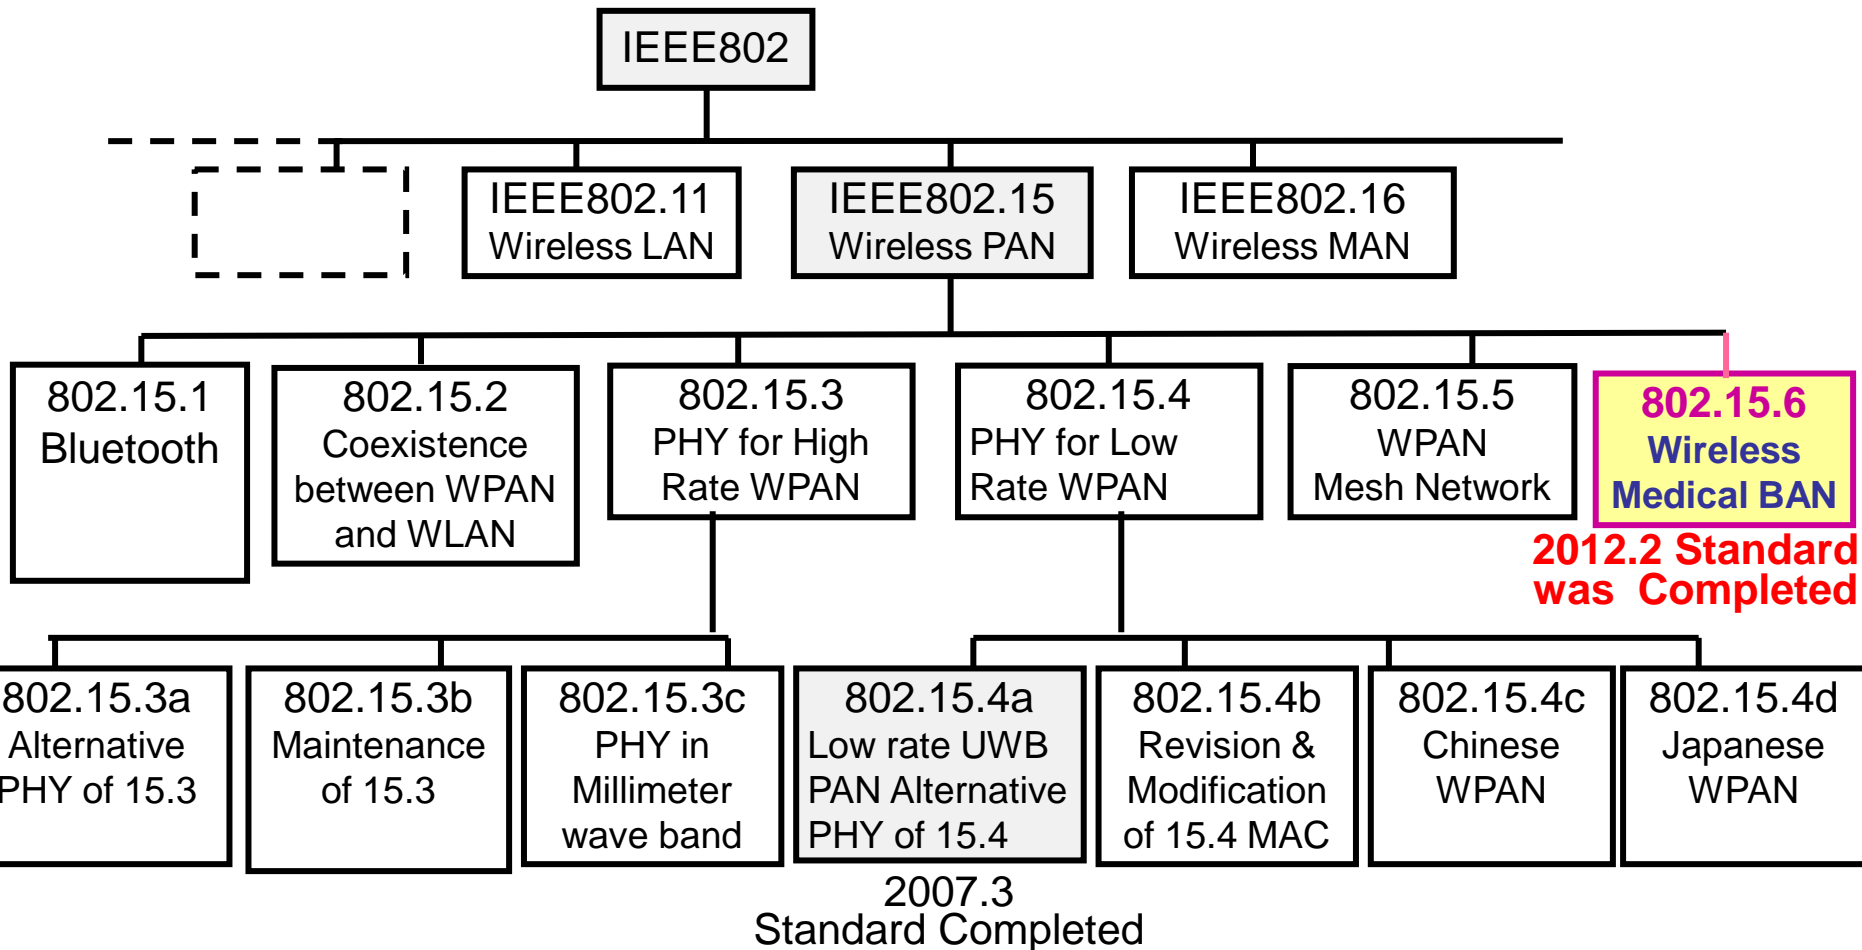 IEEE802
IEEE802.11
Wireless LAN
IEEE802.15
Wireless PAN
IEEE802.16
Wireless MAN
802.15.1
Bluetooth
802.15.2
Coexistence
between WPAN
and WLAN
802.15.3
PHY for High
Rate WPAN
802.15.4
PHY for Low
Rate WPAN
802.15.5
WPAN
Mesh Network
802.15.6
Wireless
Medical BAN
2012.2 Standard
was Completed
802.15.3a
Alternative
PHY of 15.3
802.15.3b
Maintenance
of 15.3
802.15.3c
PHY in
Millimeter
wave band
802.15.4a
Low rate UWB
PAN Alternative
PHY of 15.4
802.15.4b
Revision &
Modification
of 15.4 MAC
802.15.4c
Chinese
WPAN
802.15.4d
Japanese
WPAN
2007.3
Standard Completed